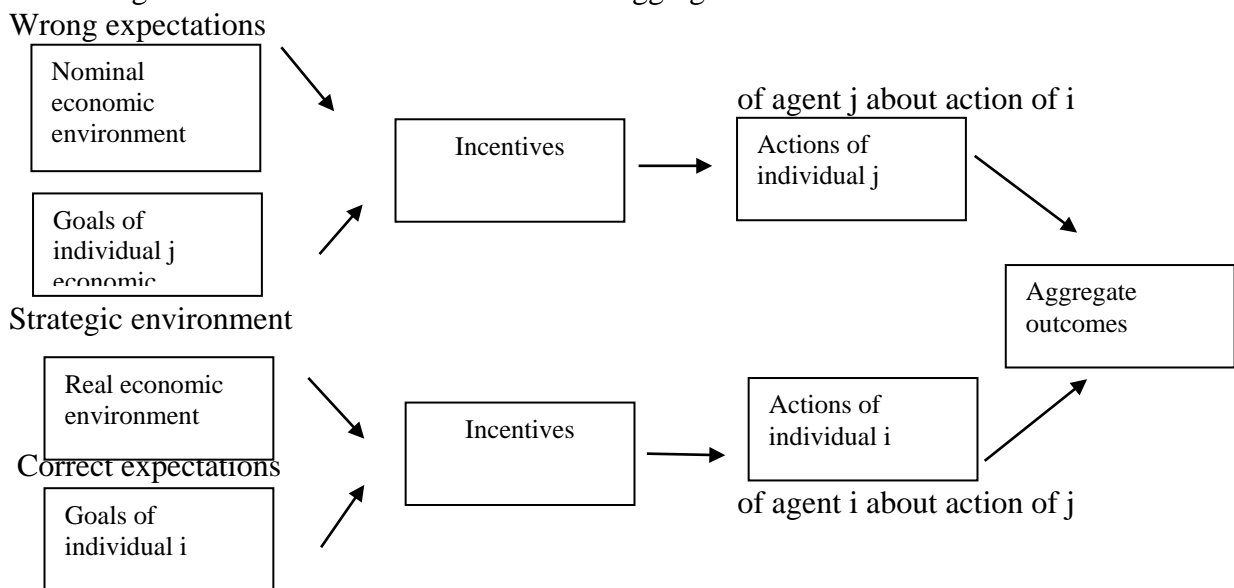 Wrong expectations
Nominal
economic
environment
of agent j about action of i
Incentives
Actions of
individual j
Goals of
individual j
economic
Aggregate
outcomes
Strategic environment
Real economic
environment
Incentives
Actions of
individual i
Correct expectations
of agent i about action of j
Goals of
individual i